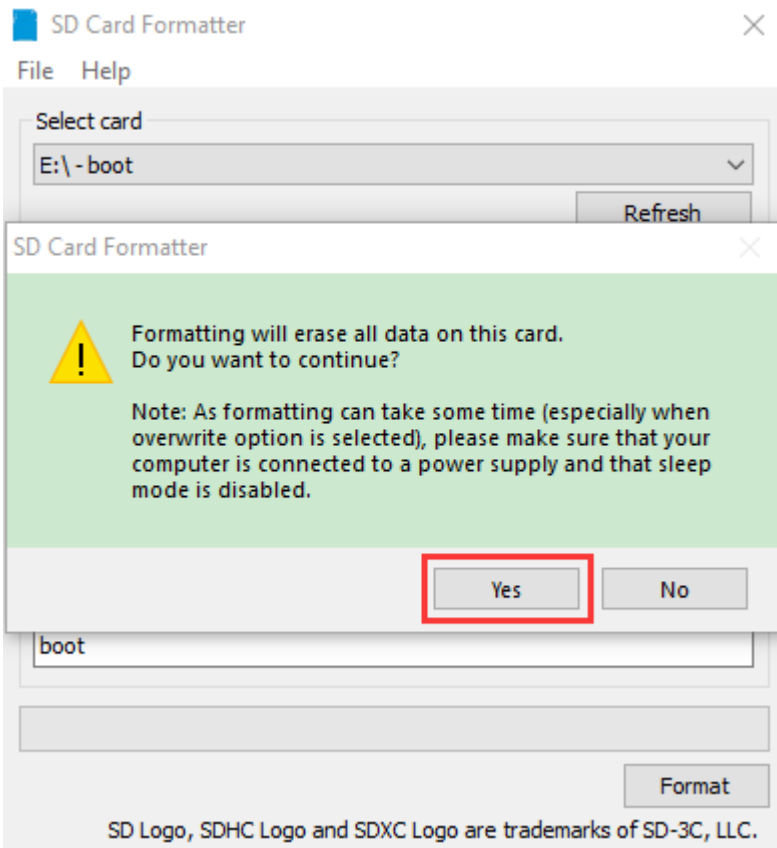 SD Card Formatter
File Help
Select card
E:\ - boot
Refresh
SD Card Formatter
Formatting will erase all data on this card.
Do you want to continue?
Note: As formatting can take some time (especially when
overwrite option is selected), please make sure that your
computer is connected to a power supply and that sleep
mode is disabled.
Yes No
boot
Format
SD Logo, SDHC Logo and SDXC Logo are trademarks of SD-3C, LLC.